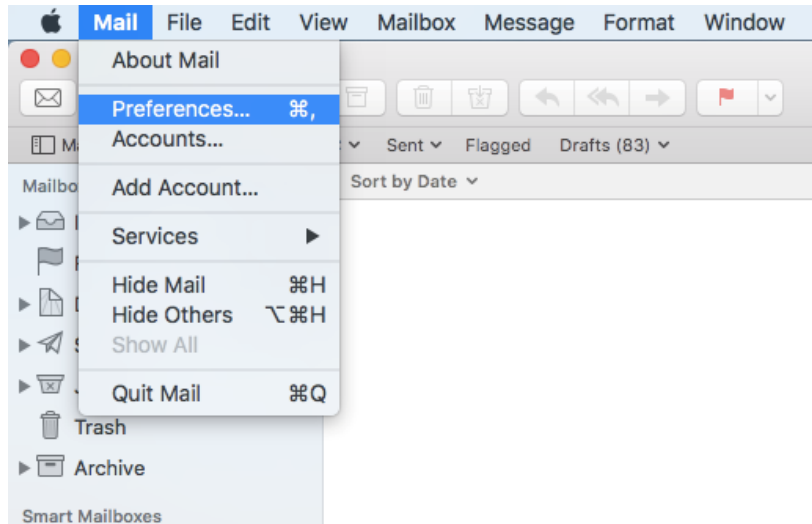 Mail File Edit View Mailbox Message Format Window
About Mail
Preferences... ⌘,
Accounts...
Sent Flagged Drafts (83)
Add Account...
Sort by Date
Services
Hide Mail ⌘H
Hide Others ⌥⌘H
Show All
Quit Mail ⌘Q
Trash
Archive
Smart Mailboxes